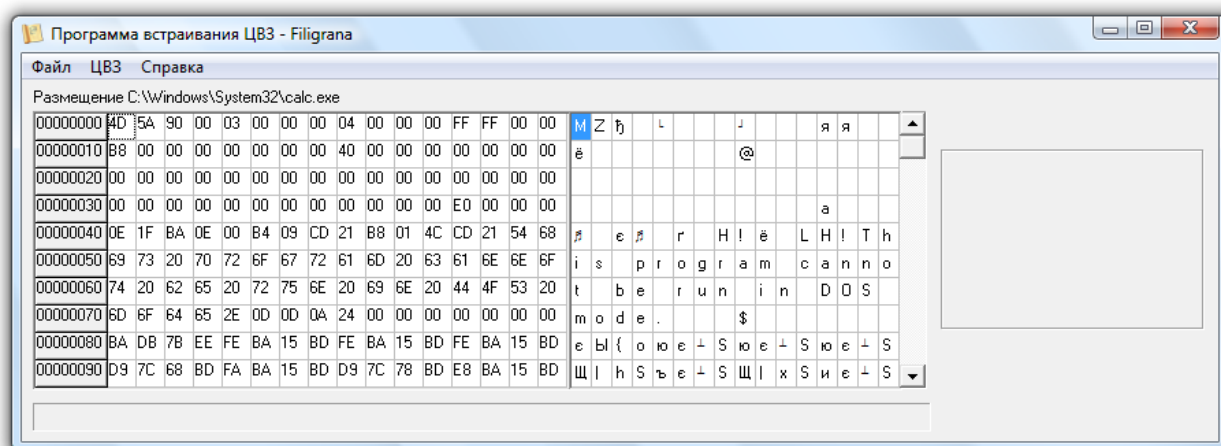 Программа встраивания ЦВЗ - Filigrana
Файл ЦВЗ Справка
Размещение C:\Windows\System32\calc.exe
00000000 4D 5A 90 00 03 00 00 00 04 00 00 00 FF FF 00 00 M Z ђ └ ┘ я я
00000010 B8 00 00 00 00 00 00 00 40 00 00 00 00 00 00 00 ё @
00000020 00 00 00 00 00 00 00 00 00 00 00 00 00 00 00 00
00000030 00 00 00 00 00 00 00 00 00 00 00 00 E0 00 00 00 а
00000040 0E 1F BA 0E 00 B4 09 CD 21 B8 01 4C CD 21 54 68 ♬ є ♬ ґ Н ! ё L Н ! T h
00000050 69 73 20 70 72 6F 67 72 61 6D 20 63 61 6E 6E 6F i s p r o g r a m c a n n o
00000060 74 20 62 65 20 72 75 6E 20 69 6E 20 44 4F 53 20 t b e r u n i n D O S
00000070 6D 6F 64 65 2E 0D 0D 0A 24 00 00 00 00 00 00 00 m o d e . $
00000080 BA DB 7B EE FE BA 15 BD FE BA 15 BD FE BA 15 BD є Ы { о ю є ┴ Ѕ ю є ┴ Ѕ ю є ┴ Ѕ
00000090 D9 7C 68 BD FA BA 15 BD D9 7C 78 BD E8 BA 15 BD Щ | h Ѕ ъ є ┴ Ѕ Щ | x Ѕ и є ┴ Ѕ